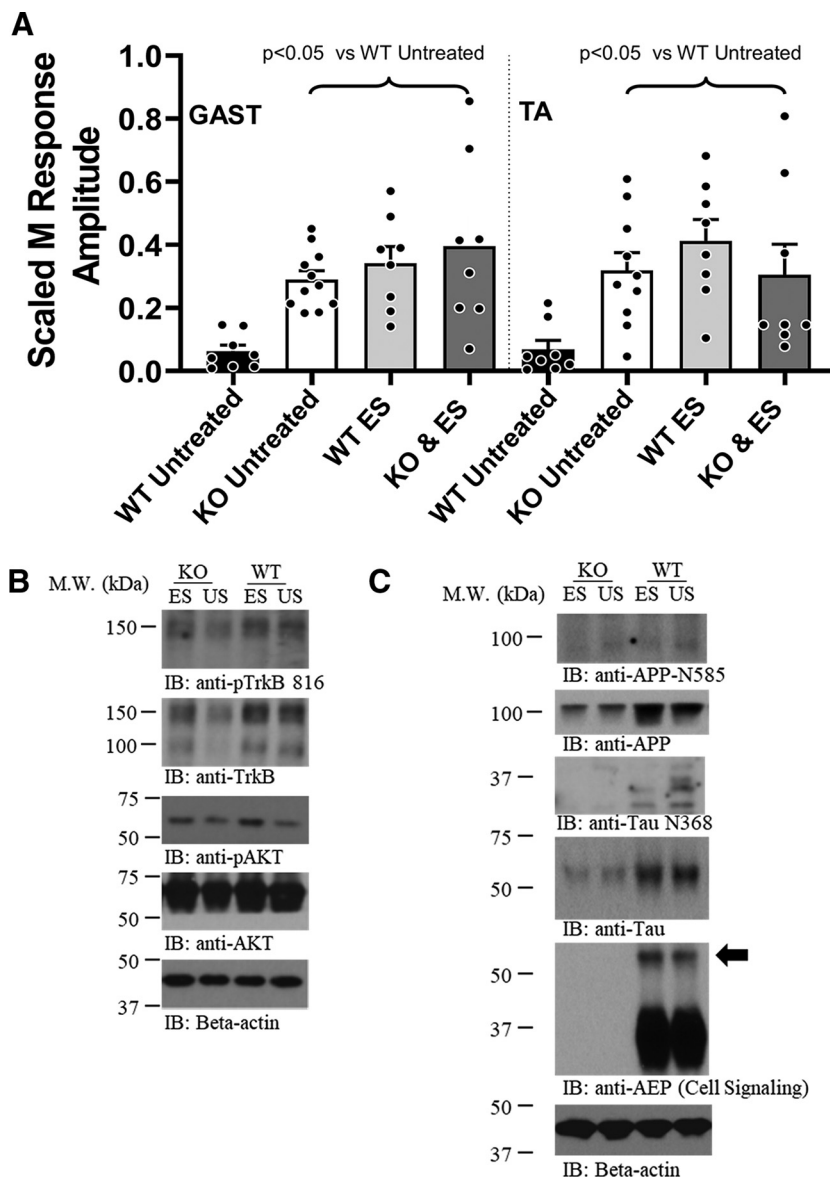 A
p<0.05 vs WT Untreated
p<0.05 vs WT Untreated
GAST
TA
Scaled M Response
Amplitude
1.0
0.8
0.6
0.4
0.2
0.0
WT Untreated
KO Untreated
WT ES
KO & ES
WT Untreated
KO Untreated
WT ES
KO & ES
B
M.W. (kDa)
KO WT
ES US ES US
150
IB: anti-pTrkB 816
150
100
IB: anti-TrkB
75
50
IB: anti-pAKT
75
50
IB: anti-AKT
50
37
IB: Beta-actin
C
M.W. (kDa)
KO WT
ES US ES US
100
IB: anti-APP-N585
100
IB: anti-APP
37
IB: anti-Tau N368
75
50
IB: anti-Tau
50
37
IB: anti-AEP (Cell Signaling)
50
37
IB: Beta-actin